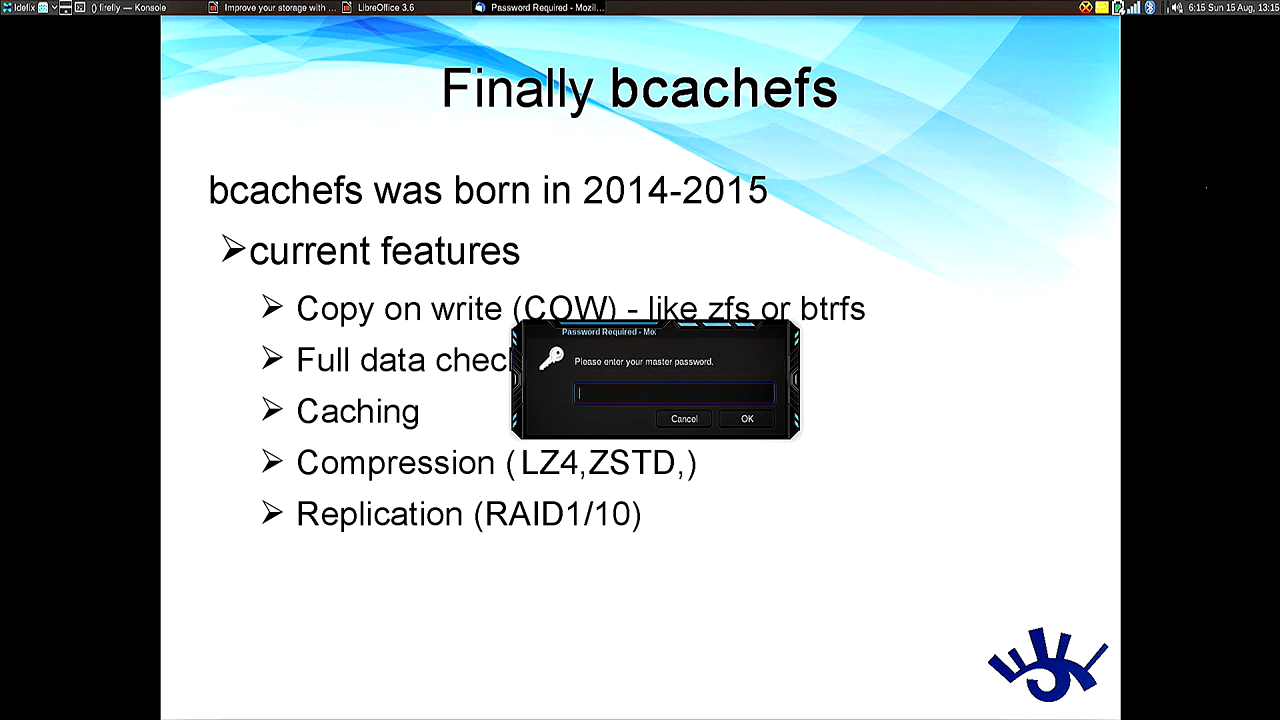 Idefix
() firefly — Konsole
Improve your storage with ...
LibreOffice 3.6
Password Required - Mozil...
6:15 Sun 15 Aug, 13:15
Finally bcachefs
bcachefs was born in 2014-2015
current features
Copy on write (COW) - like zfs or btrfs
Full data chec
Caching
Compression (LZ4,ZSTD,)
Replication (RAID1/10)
Password Required - Moz
Please enter your master password.
Cancel
OK